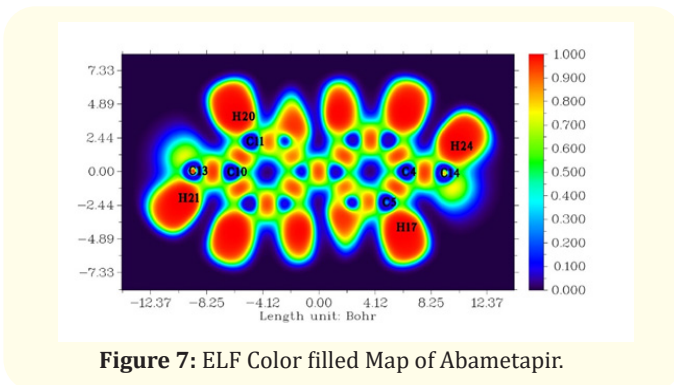 7.33
4.89
2.44
0.00
−2.44
−4.89
−7.33
−12.37 −8.25 −4.12 0.00 4.12 8.25 12.37
Length unit: Bohr
1.000
0.900
0.800
0.700
0.600
0.500
0.400
0.300
0.200
0.100
0.000
H20
H24
H21
H17
Figure 7: ELF Color filled Map of Abametapir.